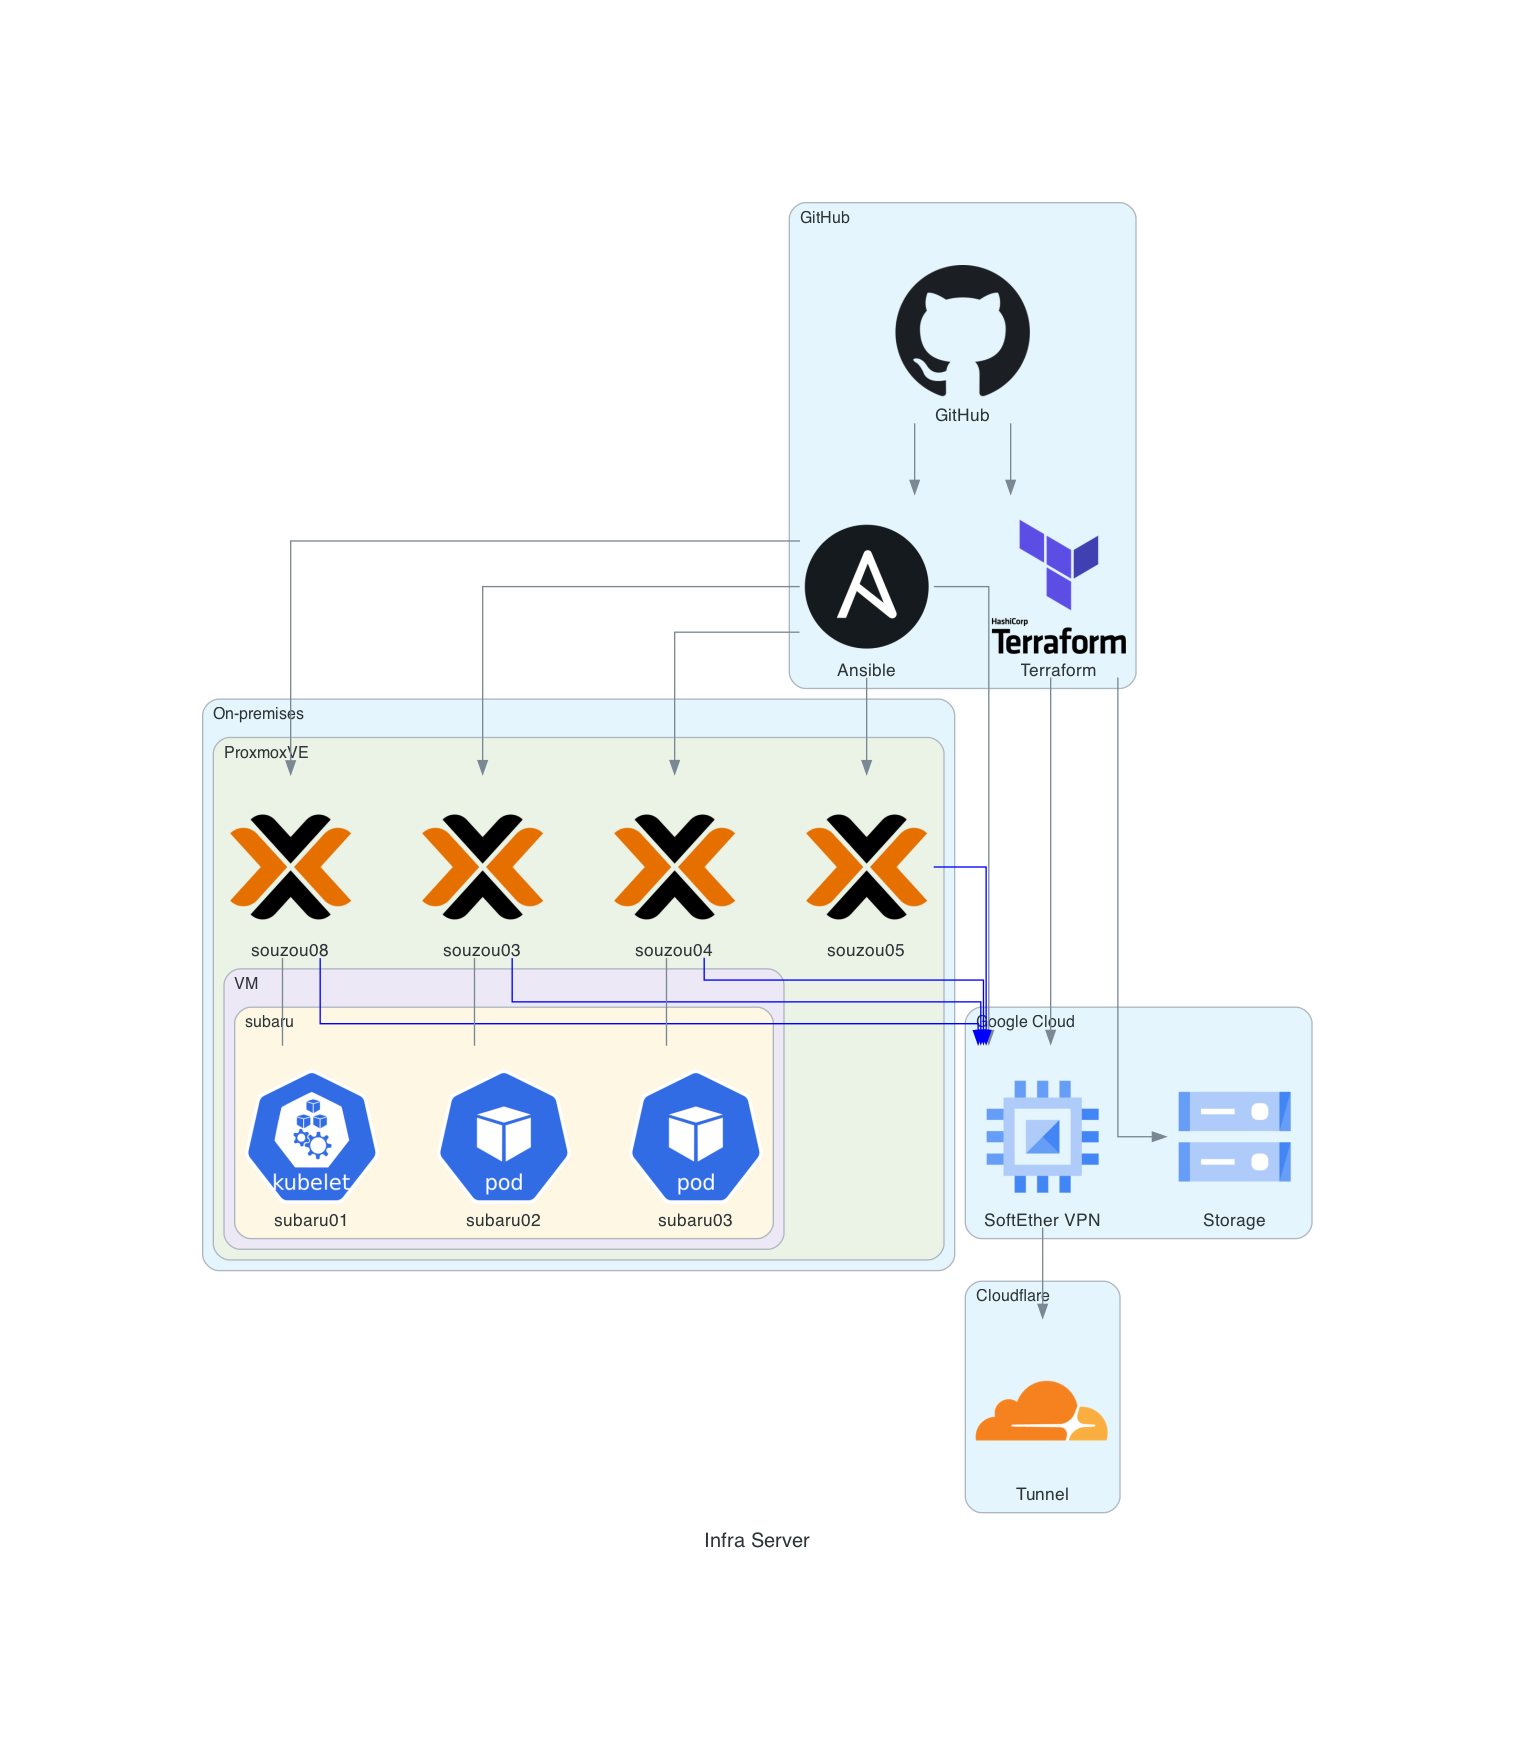 GitHub
GitHub
HashiCorp
Terraform
Ansible
Terraform
On-premises
ProxmoxVE
souzou08
souzou03
souzou04
souzou05
VM
subaru
Google Cloud
kubelet
pod
pod
subaru01
subaru02
subaru03
SoftEther VPN
Storage
Cloudflare
Tunnel
Infra Server